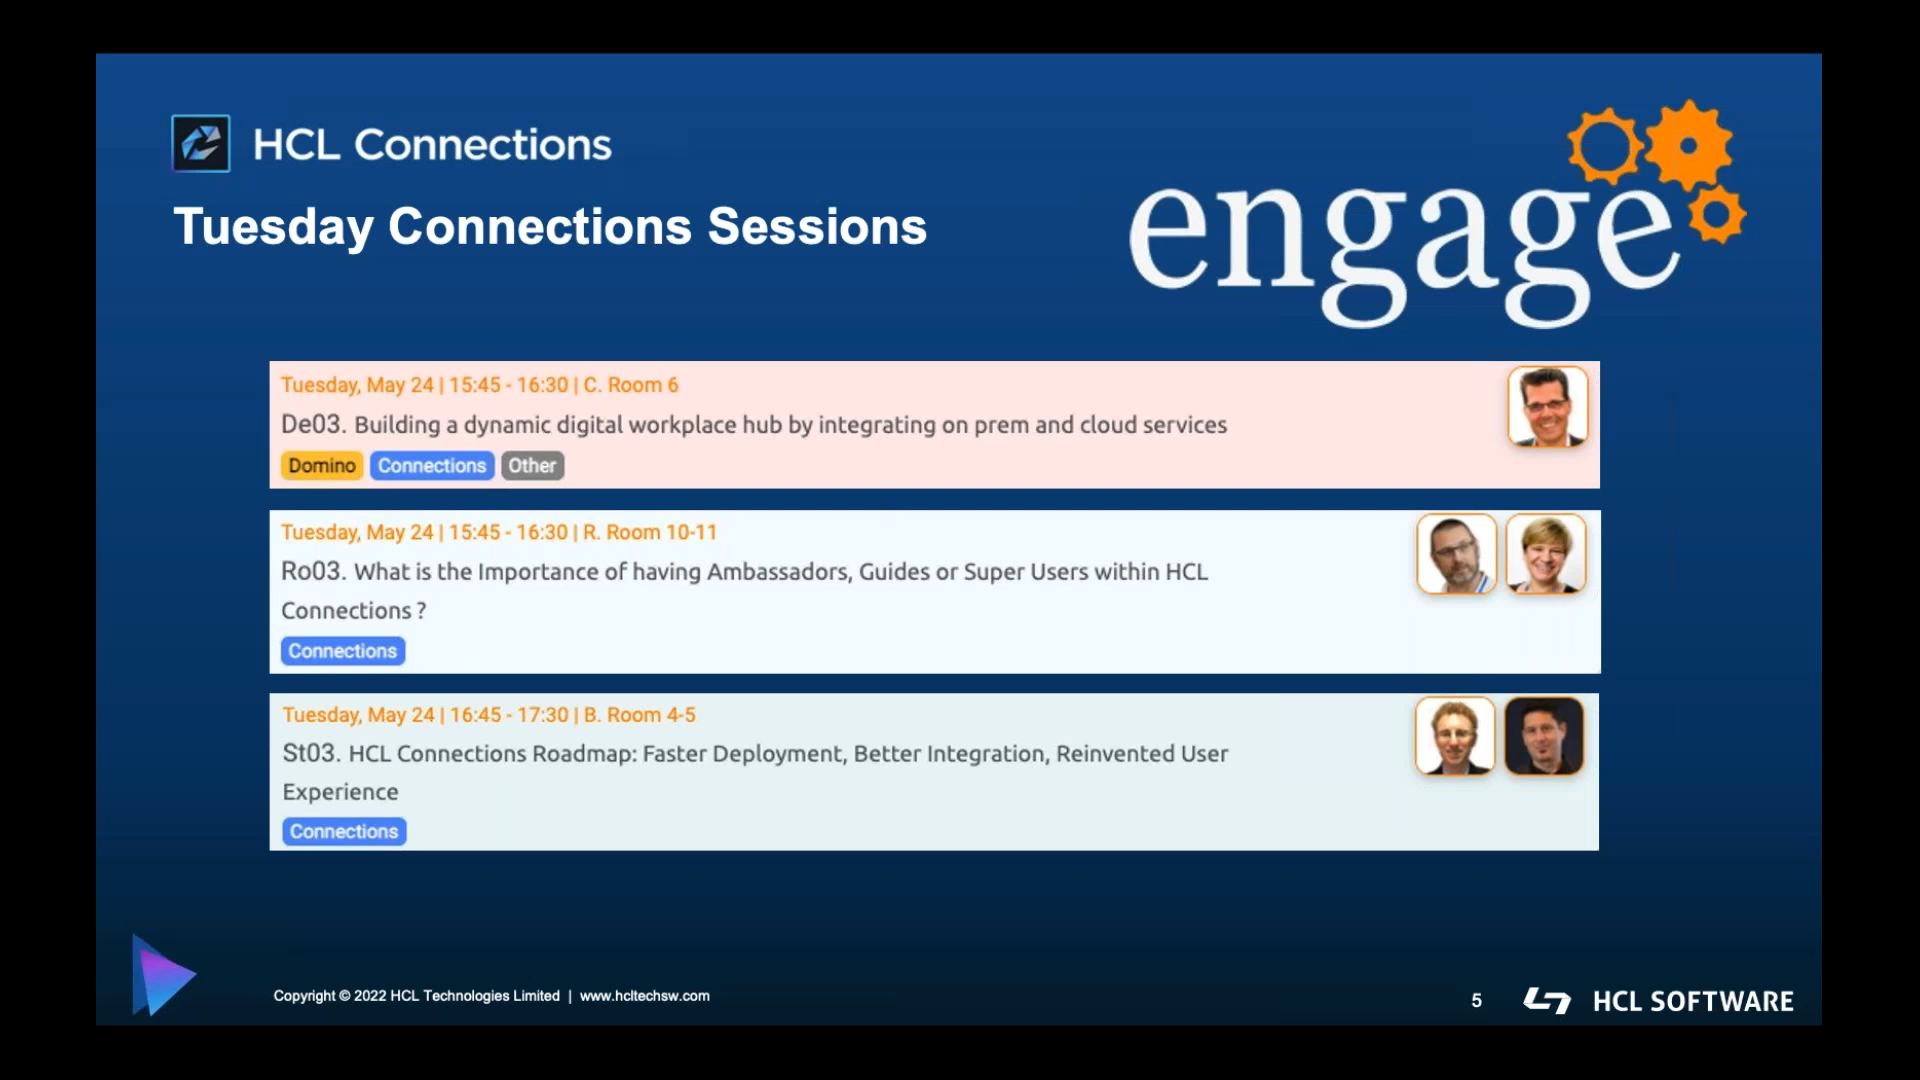 HCL Connections
Tuesday Connections Sessions
engage
Tuesday, May 24 | 15:45 - 16:30 | C. Room 6
De03. Building a dynamic digital workplace hub by integrating on prem and cloud services
Domino Connections Other
Tuesday, May 24 | 15:45 - 16:30 | R. Room 10-11
Ro03. What is the Importance of having Ambassadors, Guides or Super Users within HCL
Connections ?
Connections
Tuesday, May 24 | 16:45 - 17:30 | B. Room 4-5
St03. HCL Connections Roadmap: Faster Deployment, Better Integration, Reinvented User
Experience
Connections
Copyright © 2022 HCL Technologies Limited | www.hcltechsw.com
5 HCL SOFTWARE